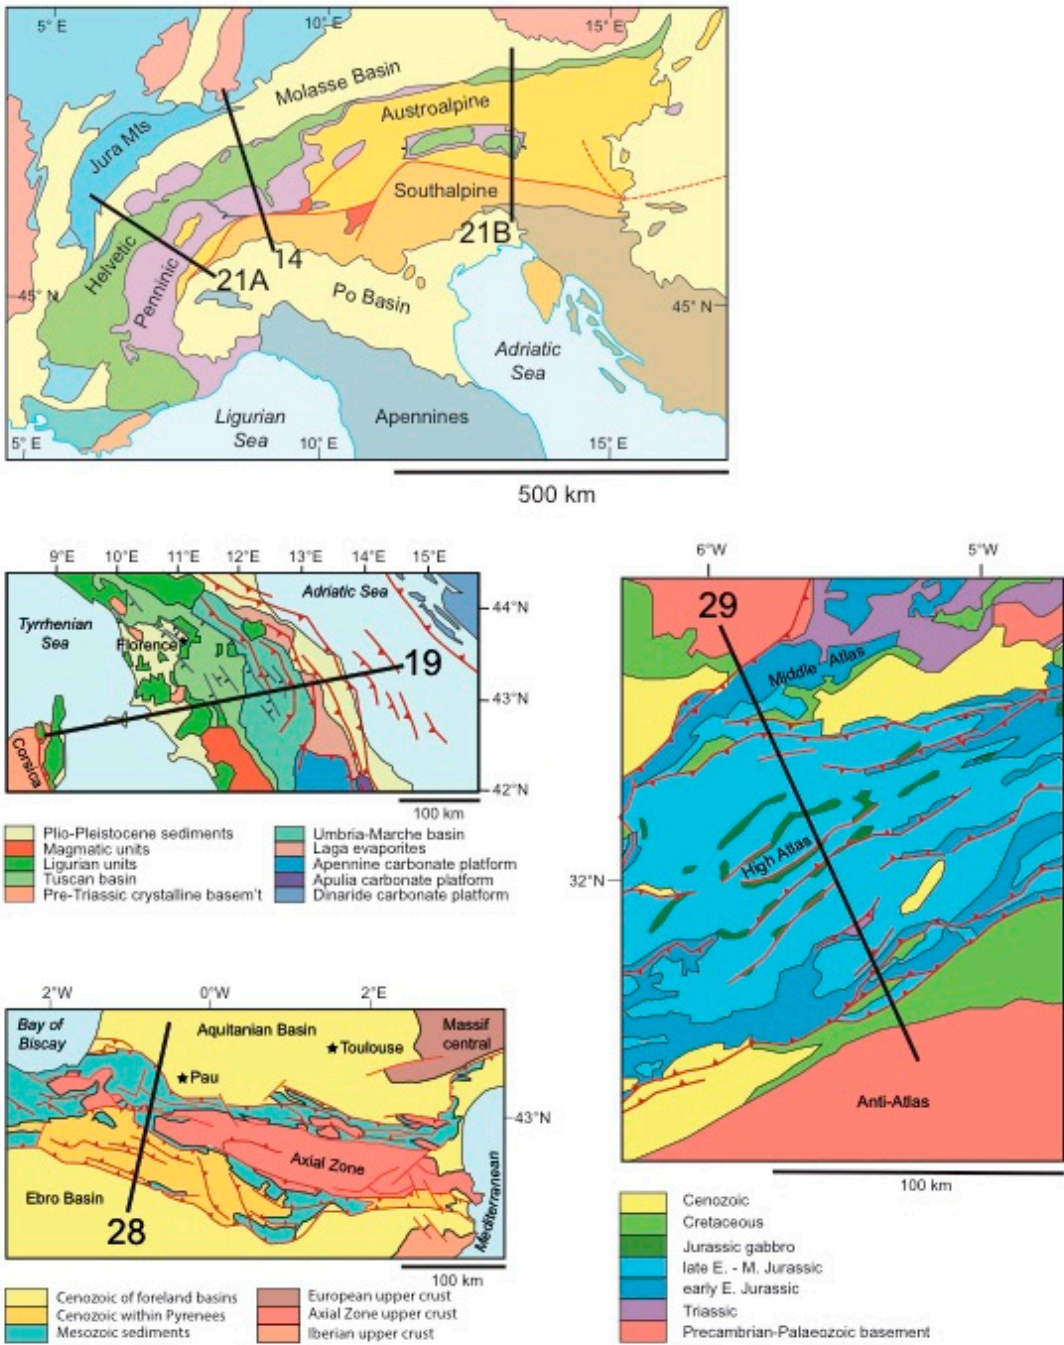 5° E
10° E
15° E
Molasse Basin
Austroalpine
Jura Mts
Southalpine
21B
14
21A
Helvetic
Penninic
Po Basin
45° N
45° N
Adriatic
Sea
Ligurian
Sea
Apennines
5° E
10° E
15° E
500 km
9°E
10°E
11°E
12°E
13°E
14°E
15°E
Adriatic Sea
44°N
Tyrrhenian
Sea
Florence
19
43°N
Corsica
42°N
100 km
Plio-Pleistocene sediments
Magmatic units
Ligurian units
Tuscan basin
Pre-Triassic crystalline basem't
Umbria-Marche basin
Laga evaporites
Apennine carbonate platform
Apulia carbonate platform
Dinaride carbonate platform
2°W
0°W
2°E
Bay of
Biscay
Aquitanian Basin
Massif
central
Toulouse
Pau
43°N
Axial Zone
Ebro Basin
28
Mediterranean
100 km
Cenozoic of foreland basins
Cenozoic within Pyrenees
Mesozoic sediments
European upper crust
Axial Zone upper crust
Iberian upper crust
6°W
5°W
29
Middle Atlas
High Atlas
32°N
Anti-Atlas
100 km
Cenozoic
Cretaceous
Jurassic gabbro
late E. - M. Jurassic
early E. Jurassic
Triassic
Precambrian-Palaeozoic basement